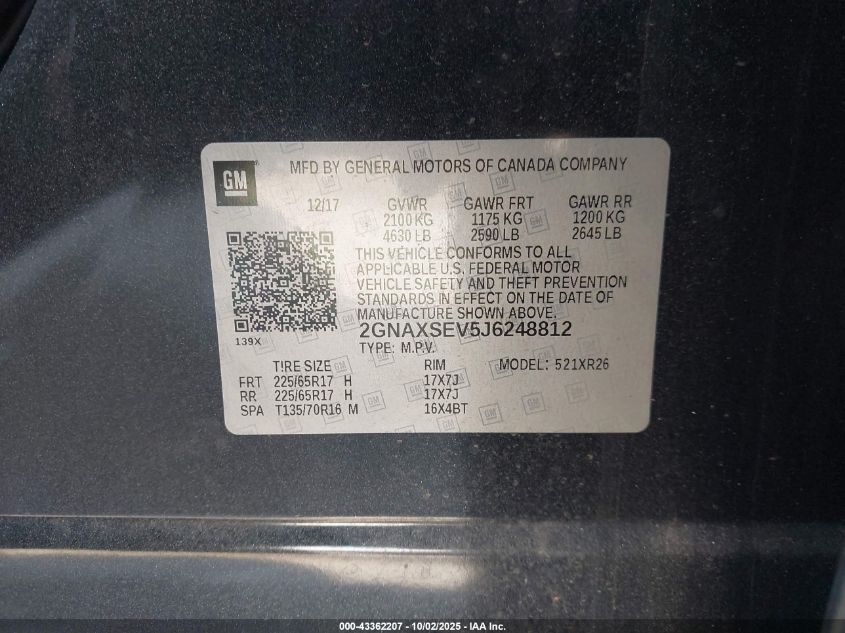 GM
MFD BY GENERAL MOTORS OF CANADA COMPANY
12/17 GVWR GAWR FRT GAWR RR
2100 KG 1175 KG 1200 KG
4630 LB 2590 LB 2645 LB
THIS VEHICLE CONFORMS TO ALL
APPLICABLE U.S. FEDERAL MOTOR
VEHICLE SAFETY AND THEFT PREVENTION
STANDARDS IN EFFECT ON THE DATE OF
MANUFACTURE SHOWN ABOVE.
139X
2GNAXSEV5J6248812
TYPE: M.P.V.
TIRE SIZE RIM MODEL: 521XR26
FRT 225/65R17 H 17X7J
RR 225/65R17 H 17X7J
SPA T135/70R16 M 16X4BT
000-43362207 - 10/02/2025 - IAA Inc.